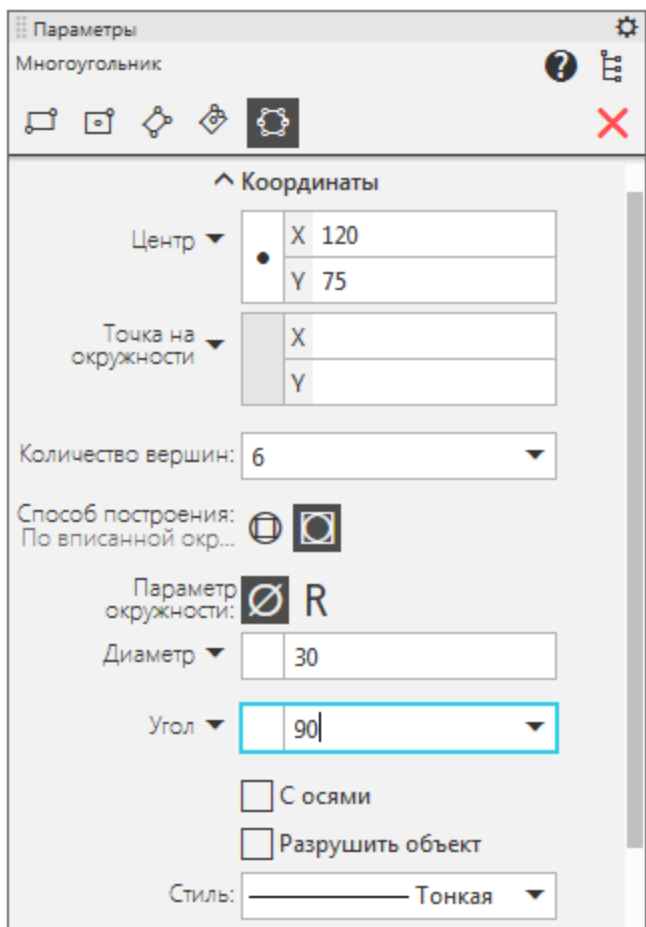 Параметры
Многоугольник
?
Координаты
Центр X 120
Y 75
Точка на
окружности
X
Y
Количество вершин: 6
Способ построения:
По вписанной окр...
Параметр
окружности: R
Диаметр 30
Угол 90
С осями
Разрушить объект
Стиль: Тонкая